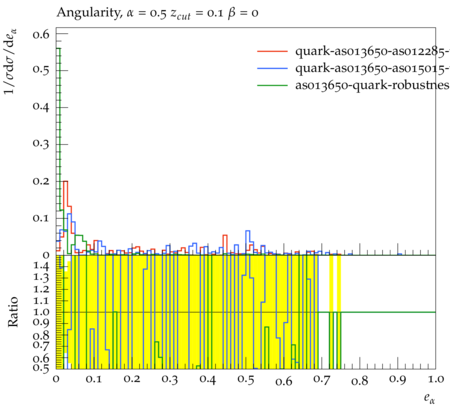 Angularity, α = 0.5 z_cut = 0.1 β = 0
1/σdσ/de_α
0.6
0.5
0.4
0.3
0.2
0.1
0
quark-as013650-as012285-
quark-as013650-as015015-
as013650-quark-robustnes
Ratio
1.4
1.3
1.2
1.1
1.0
0.9
0.8
0.7
0.6
0.5
0 0.1 0.2 0.3 0.4 0.5 0.6 0.7 0.8 0.9 1.0
e_α